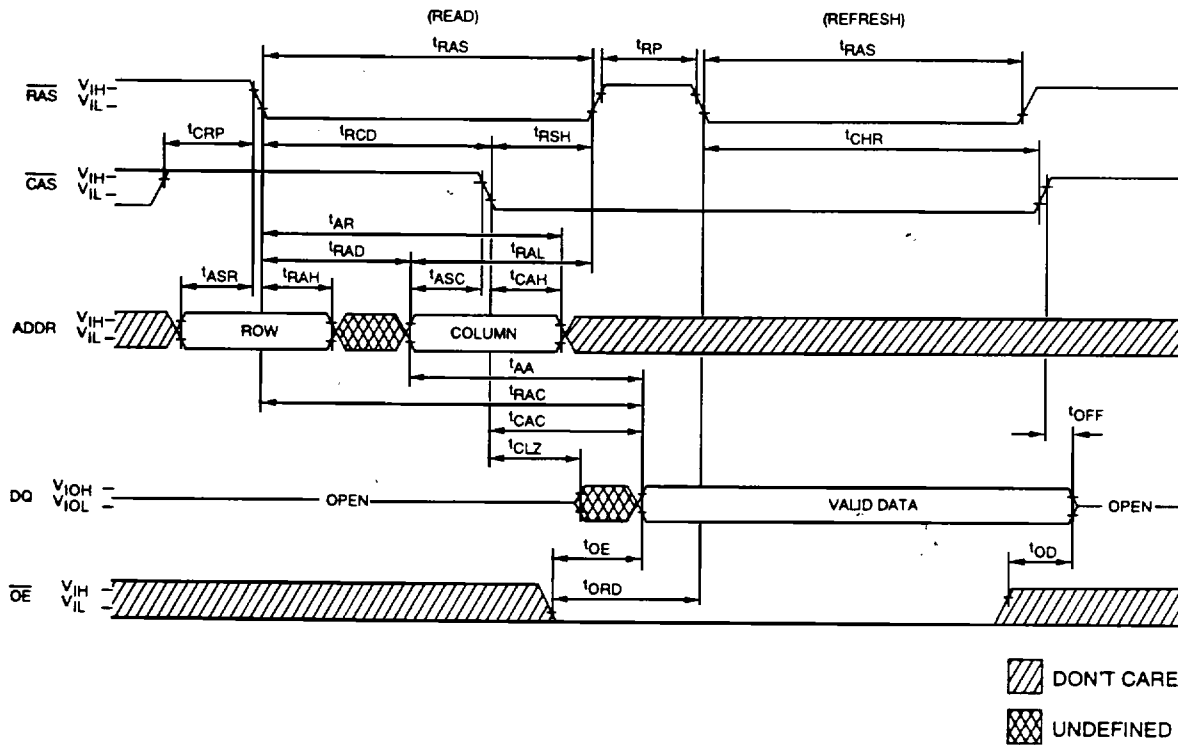 (READ) (REFRESH)
tRAS tRP tRAS
RAS VIH
VIL
tCRP tRCD tRSH tCHR
CAS VIH
VIL
tAR
tRAD tRAL
tASR tRAH tASC tCAH
ADDR VIH
VIL
ROW COLUMN
tAA
tRAC
tCAC tOFF
tCLZ
DQ VIOH
VIOL
OPEN VALID DATA OPEN
tOE tOD
tORD
OE VIH
VIL
DON'T CARE
UNDEFINED